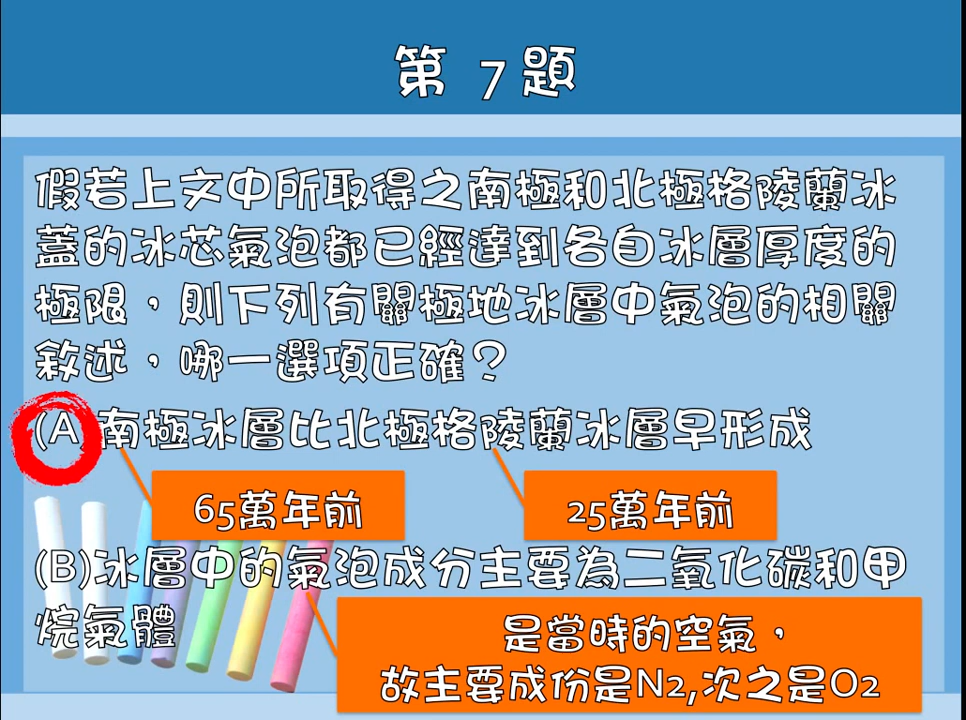 第 7題
假若上文中所取得之南極和北極格陵蘭冰
蓋的冰芯氣泡都已經達到各自冰層厚度的
極限，則下列有關極地冰層中氣泡的相關
敘述，哪一選項正確？
(A 南極冰層比北極格陵蘭冰層早形成
65萬年前
25萬年前
(B)冰層中的氣泡成分主要為二氧化碳和甲
烷氣體
是當時的空氣，
故主要成份是N2,次之是O2